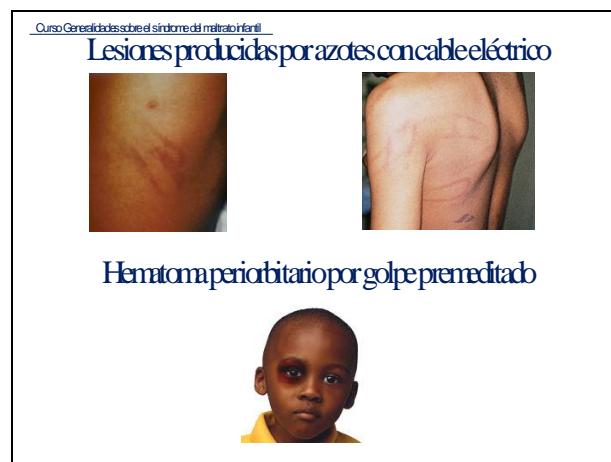 Curso Generalidades sobre el síndrome del maltrato infantil
Lesiones producidas por azotes con cable eléctrico
Hematoma periorbitario por golpe premeditado